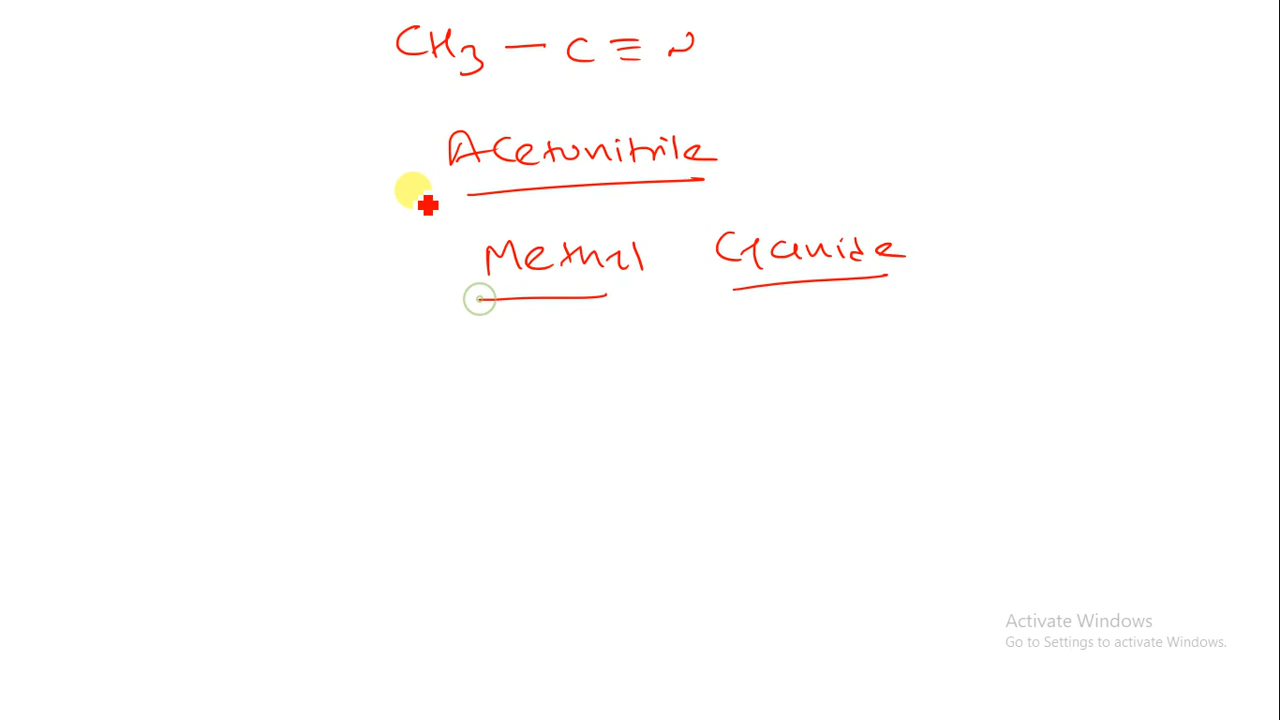 CH3 — C ≡ N
Acetonitrile
Methyl Cyanide
Activate Windows
Go to Settings to activate Windows.